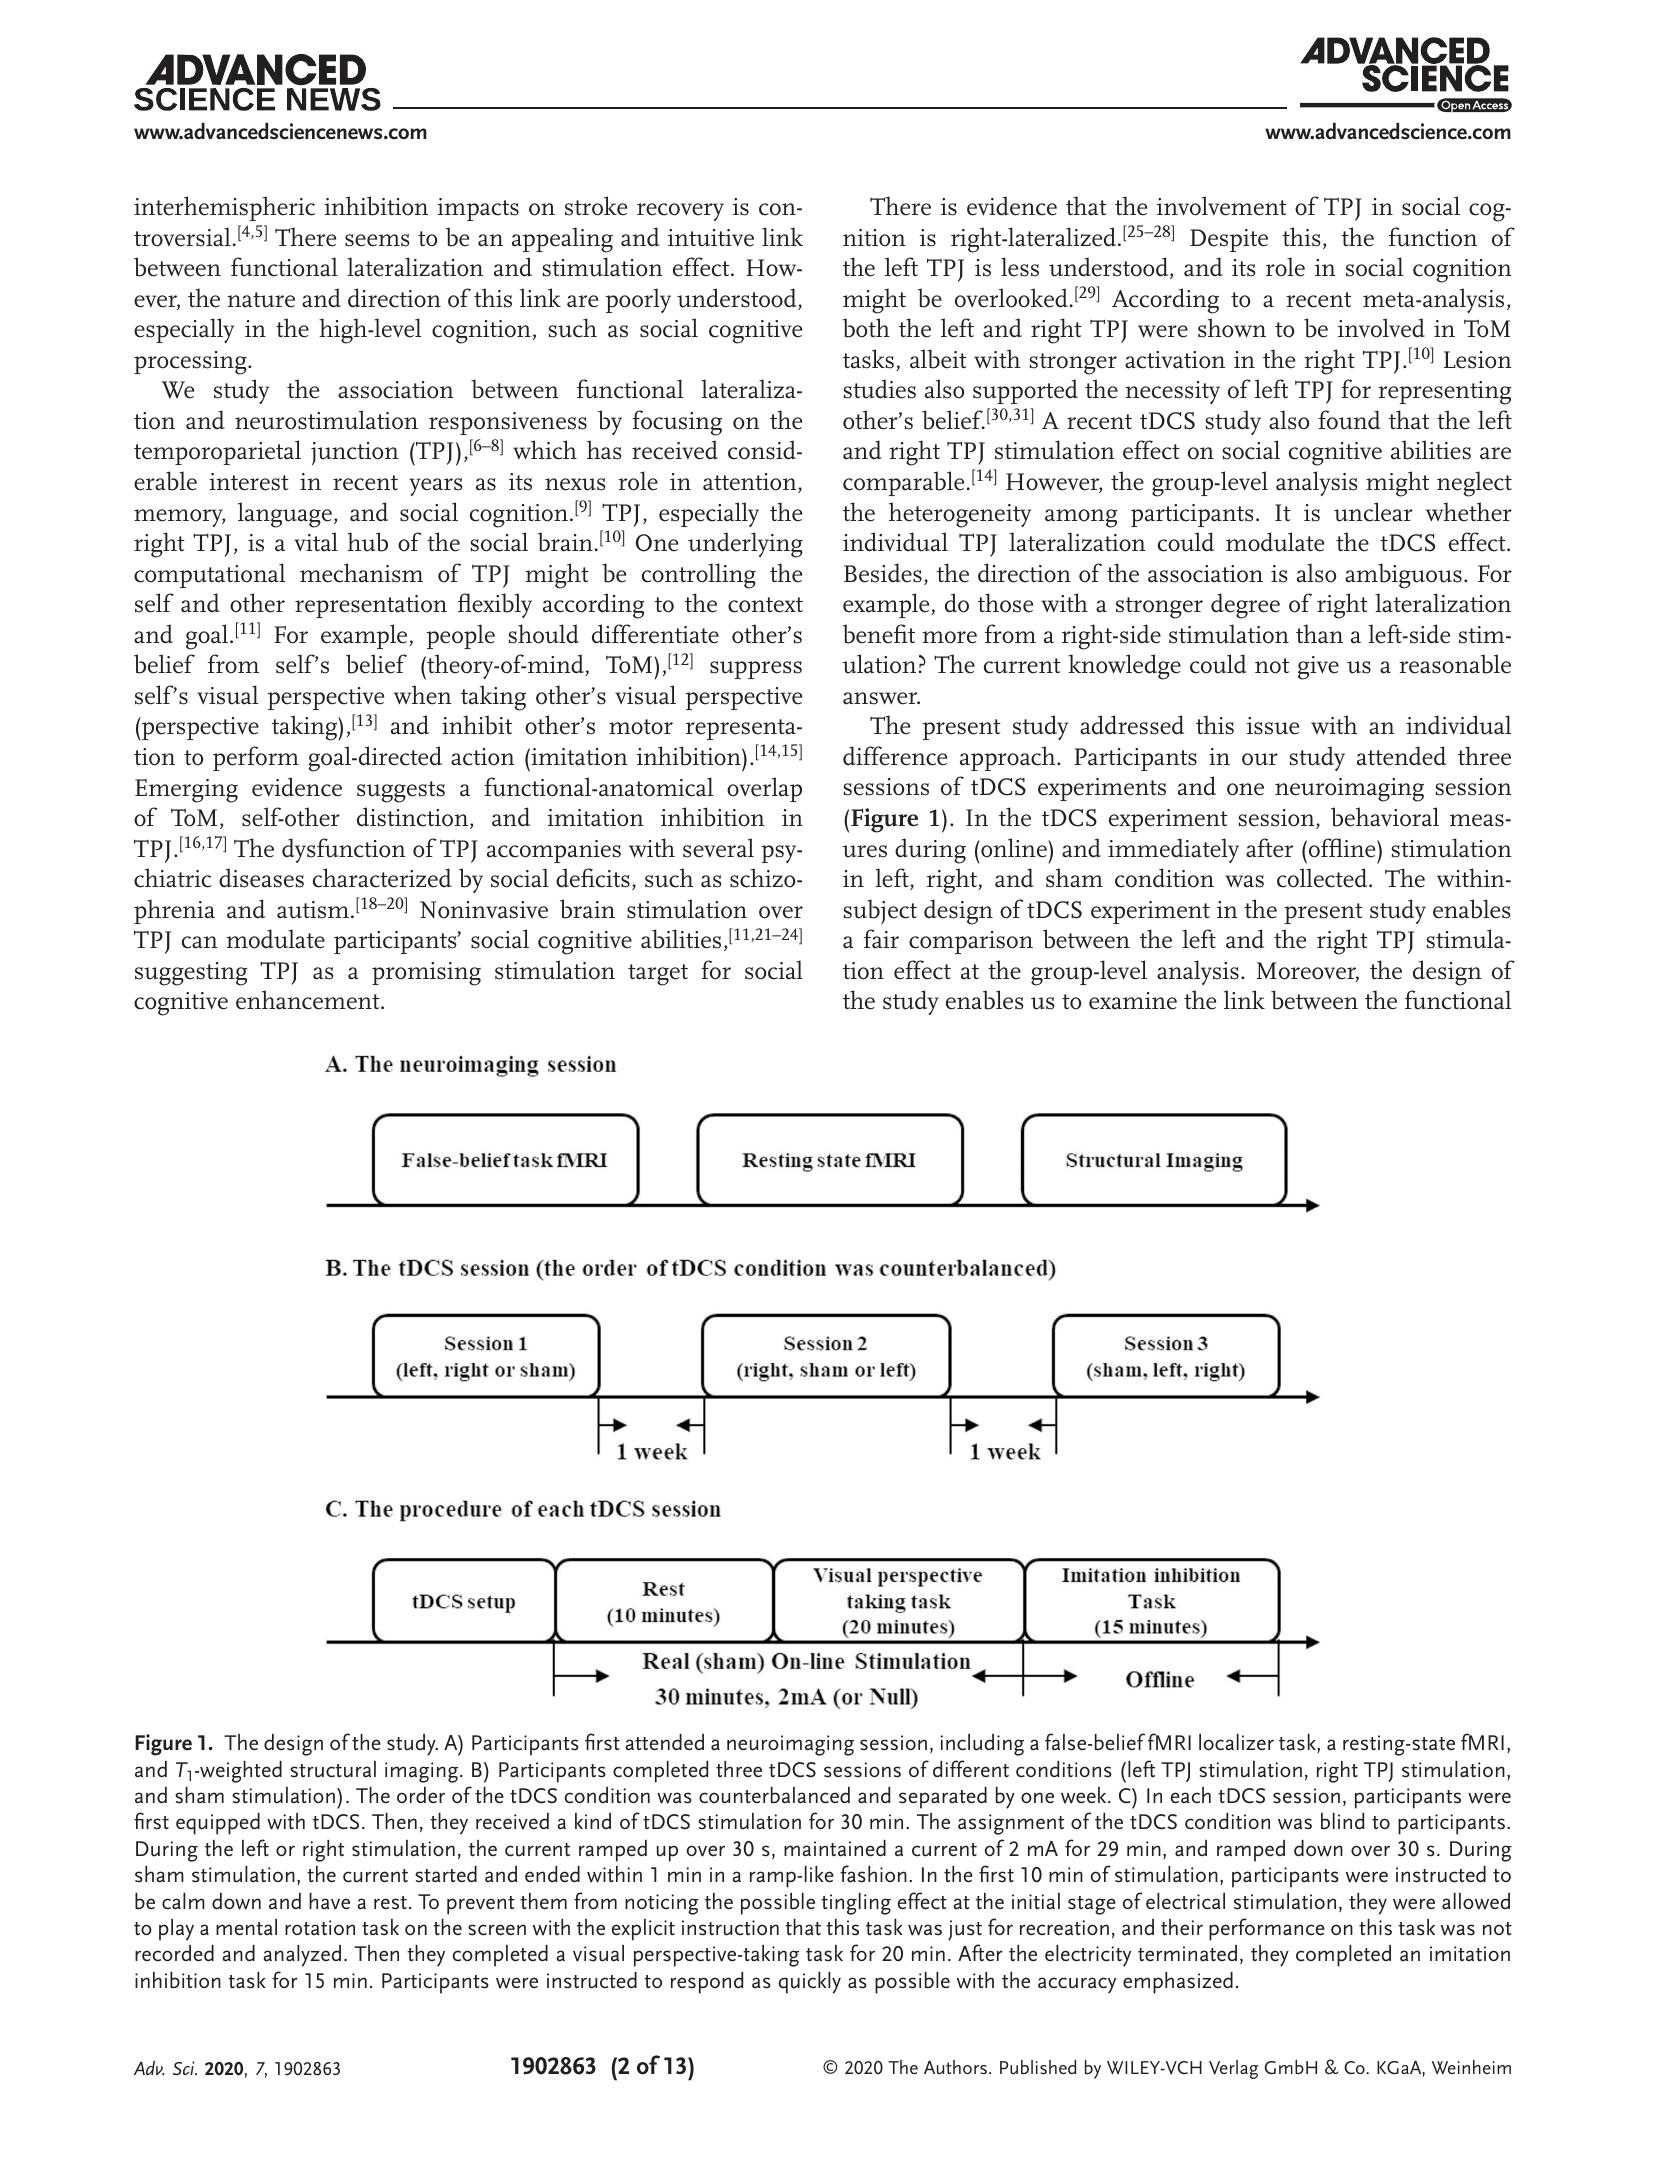 ADVANCED
SCIENCE NEWS
www.advancedsciencenews.com
ADVANCED
SCIENCE
Open Access
www.advancedscience.com
interhemispheric inhibition impacts on stroke recovery is con-
troversial.[4,5] There seems to be an appealing and intuitive link
between functional lateralization and stimulation effect. How-
ever, the nature and direction of this link are poorly understood,
especially in the high-level cognition, such as social cognitive
processing.
We study the association between functional lateraliza-
tion and neurostimulation responsiveness by focusing on the
temporoparietal junction (TPJ),[6–8] which has received consid-
erable interest in recent years as its nexus role in attention,
memory, language, and social cognition.[9] TPJ, especially the
right TPJ, is a vital hub of the social brain.[10] One underlying
computational mechanism of TPJ might be controlling the
self and other representation flexibly according to the context
and goal.[11] For example, people should differentiate other's
belief from self's belief (theory-of-mind, ToM),[12] suppress
self's visual perspective when taking other's visual perspective
(perspective taking),[13] and inhibit other's motor representa-
tion to perform goal-directed action (imitation inhibition).[14,15]
Emerging evidence suggests a functional-anatomical overlap
of ToM, self-other distinction, and imitation inhibition in
TPJ.[16,17] The dysfunction of TPJ accompanies with several psy-
chiatric diseases characterized by social deficits, such as schizo-
phrenia and autism.[18–20] Noninvasive brain stimulation over
TPJ can modulate participants' social cognitive abilities,[11,21–24]
suggesting TPJ as a promising stimulation target for social
cognitive enhancement.
There is evidence that the involvement of TPJ in social cog-
nition is right-lateralized.[25–28] Despite this, the function of
the left TPJ is less understood, and its role in social cognition
might be overlooked.[29] According to a recent meta-analysis,
both the left and right TPJ were shown to be involved in ToM
tasks, albeit with stronger activation in the right TPJ.[10] Lesion
studies also supported the necessity of left TPJ for representing
other's belief.[30,31] A recent tDCS study also found that the left
and right TPJ stimulation effect on social cognitive abilities are
comparable.[14] However, the group-level analysis might neglect
the heterogeneity among participants. It is unclear whether
individual TPJ lateralization could modulate the tDCS effect.
Besides, the direction of the association is also ambiguous. For
example, do those with a stronger degree of right lateralization
benefit more from a right-side stimulation than a left-side stim-
ulation? The current knowledge could not give us a reasonable
answer.
The present study addressed this issue with an individual
difference approach. Participants in our study attended three
sessions of tDCS experiments and one neuroimaging session
(Figure 1). In the tDCS experiment session, behavioral meas-
ures during (online) and immediately after (offline) stimulation
in left, right, and sham condition was collected. The within-
subject design of tDCS experiment in the present study enables
a fair comparison between the left and the right TPJ stimula-
tion effect at the group-level analysis. Moreover, the design of
the study enables us to examine the link between the functional
A. The neuroimaging session
False-belief task fMRI
Resting state fMRI
Structural Imaging
B. The tDCS session (the order of tDCS condition was counterbalanced)
Session 1
(left, right or sham)
Session 2
(right, sham or left)
Session 3
(sham, left, right)
1 week
1 week
C. The procedure of each tDCS session
tDCS setup
Rest
(10 minutes)
Visual perspective
taking task
(20 minutes)
Imitation inhibition
Task
(15 minutes)
Real (sham) On-line Stimulation
30 minutes, 2mA (or Null)
Offline
Figure 1. The design of the study. A) Participants first attended a neuroimaging session, including a false-belief fMRI localizer task, a resting-state fMRI,
and T1-weighted structural imaging. B) Participants completed three tDCS sessions of different conditions (left TPJ stimulation, right TPJ stimulation,
and sham stimulation). The order of the tDCS condition was counterbalanced and separated by one week. C) In each tDCS session, participants were
first equipped with tDCS. Then, they received a kind of tDCS stimulation for 30 min. The assignment of the tDCS condition was blind to participants.
During the left or right stimulation, the current ramped up over 30 s, maintained a current of 2 mA for 29 min, and ramped down over 30 s. During
sham stimulation, the current started and ended within 1 min in a ramp-like fashion. In the first 10 min of stimulation, participants were instructed to
be calm down and have a rest. To prevent them from noticing the possible tingling effect at the initial stage of electrical stimulation, they were allowed
to play a mental rotation task on the screen with the explicit instruction that this task was just for recreation, and their performance on this task was not
recorded and analyzed. Then they completed a visual perspective-taking task for 20 min. After the electricity terminated, they completed an imitation
inhibition task for 15 min. Participants were instructed to respond as quickly as possible with the accuracy emphasized.
Adv. Sci. 2020, 7, 1902863
1902863 (2 of 13)
© 2020 The Authors. Published by WILEY-VCH Verlag GmbH & Co. KGaA, Weinheim